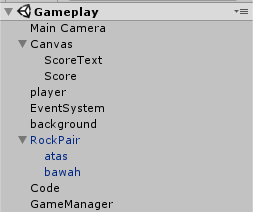 Gameplay
Main Camera
Canvas
ScoreText
Score
player
EventSystem
background
RockPair
atas
bawah
Code
GameManager